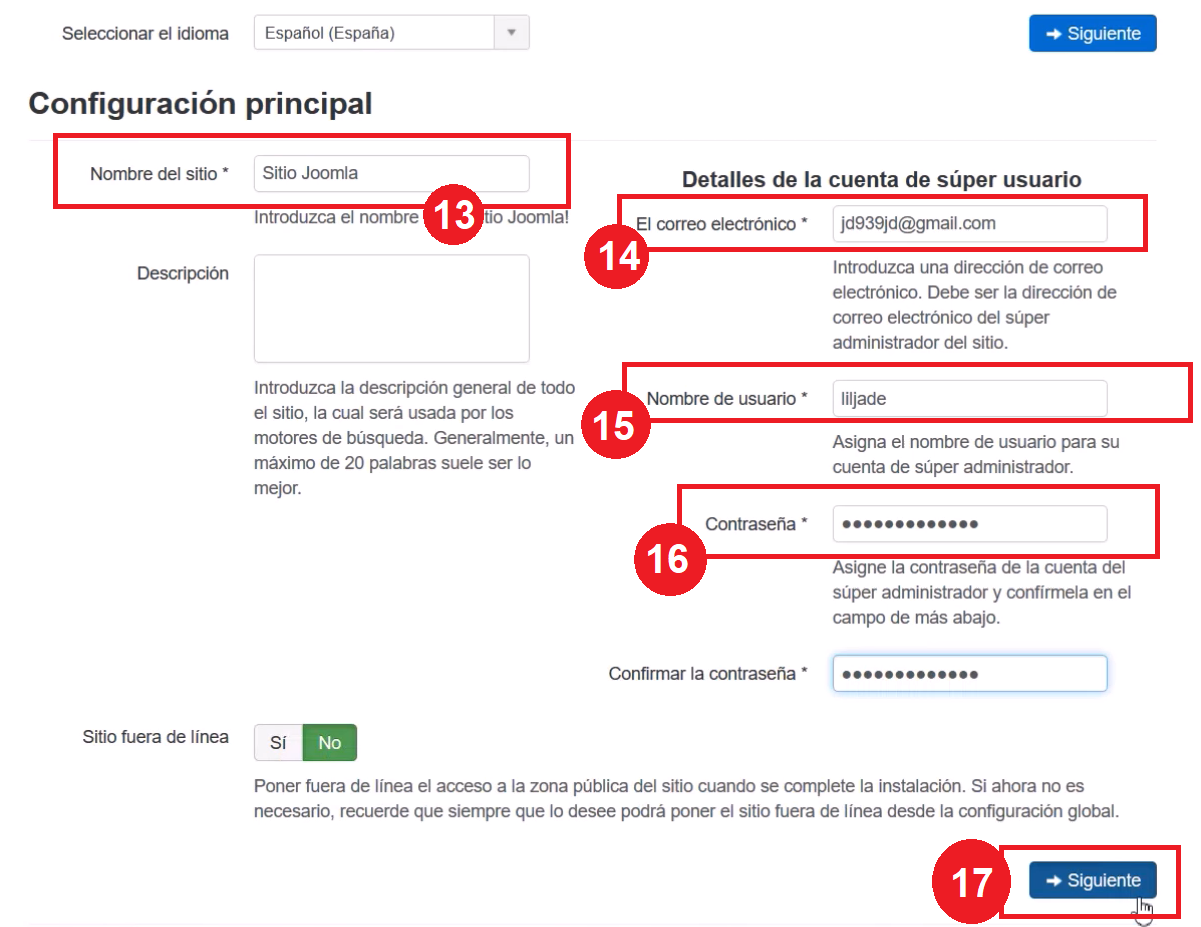 Seleccionar el idioma Español (España) Siguiente
Configuración principal
Nombre del sitio * Sitio Joomla
13
Introduzca el nombre tio Joomla!
Descripción
Introduzca la descripción general de todo
el sitio, la cual será usada por los
motores de búsqueda. Generalmente, un
máximo de 20 palabras suele ser lo
mejor.
Detalles de la cuenta de súper usuario
El correo electrónico * jd939jd@gmail.com
14
Introduzca una dirección de correo
electrónico. Debe ser la dirección de
correo electrónico del súper
administrador del sitio.
Nombre de usuario * liljade
15
Asigna el nombre de usuario para su
cuenta de súper administrador.
Contraseña * ●●●●●●●●●●●●●
16
Asigne la contraseña de la cuenta del
súper administrador y confírmela en el
campo de más abajo.
Confirmar la contraseña * ●●●●●●●●●●●●●
Sitio fuera de línea Sí No
Poner fuera de línea el acceso a la zona pública del sitio cuando se complete la instalación. Si ahora no es
necesario, recuerde que siempre que lo desee podrá poner el sitio fuera de línea desde la configuración global.
17 Siguiente